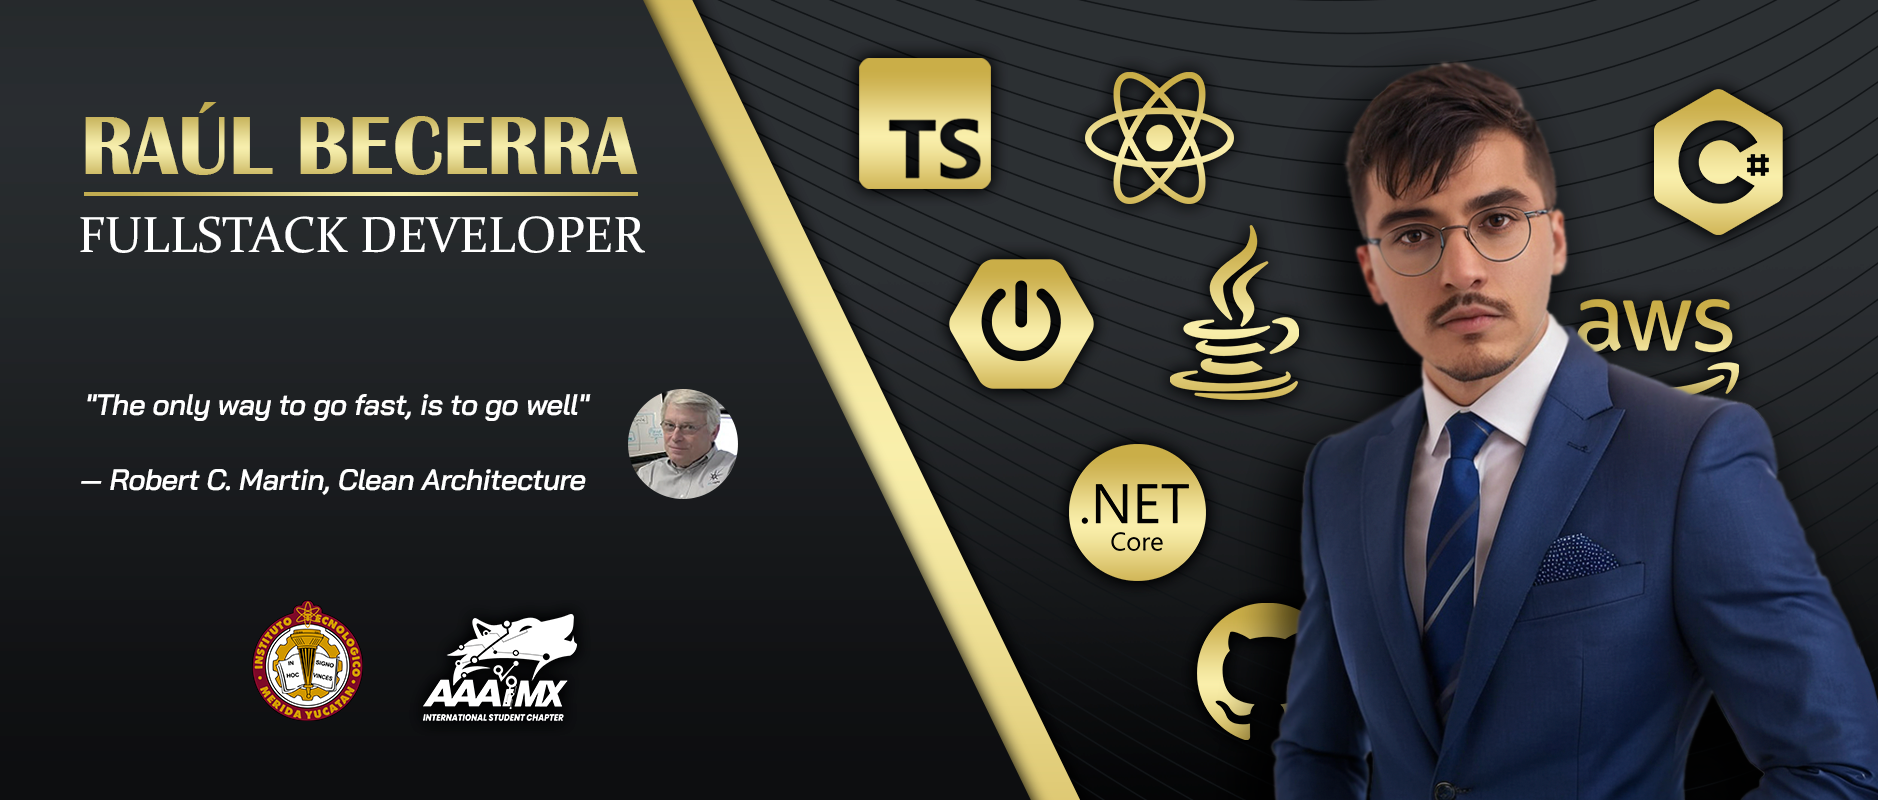 RAÚL BECERRA
FULLSTACK DEVELOPER
"The only way to go fast, is to go well"
— Robert C. Martin, Clean Architecture
INSTITUTO TECNOLOGICO
MERIDA YUCATAN
IN HOC
SIGNO VINCES
AAAiMX
INTERNATIONAL STUDENT CHAPTER
TS
C#
aws
.NET
Core